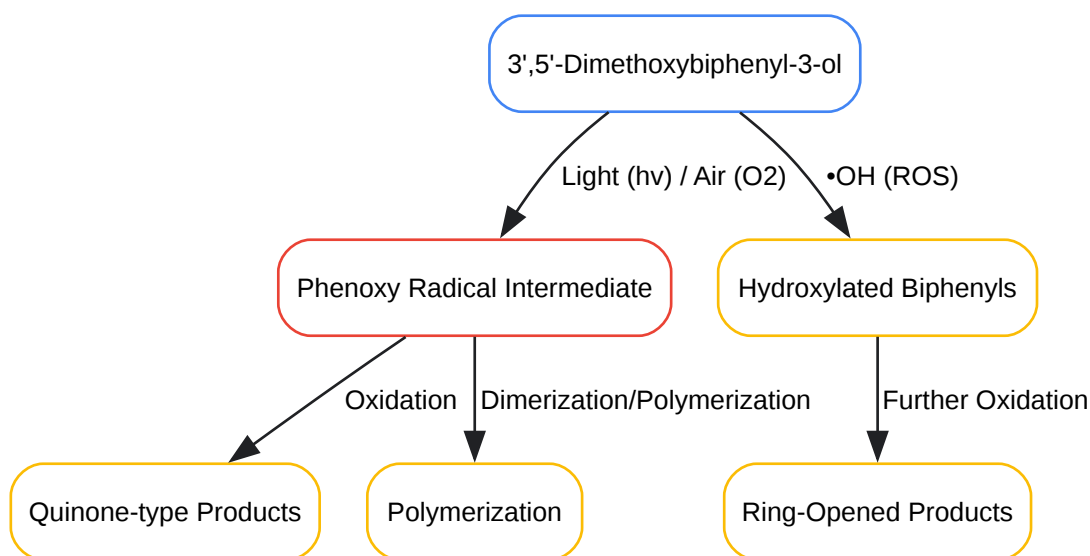 3',5'-Dimethoxybiphenyl-3-ol
Light (hv) / Air (O2)
•OH (ROS)
Phenoxy Radical Intermediate
Hydroxylated Biphenyls
Oxidation
Dimerization/Polymerization
Further Oxidation
Quinone-type Products
Polymerization
Ring-Opened Products